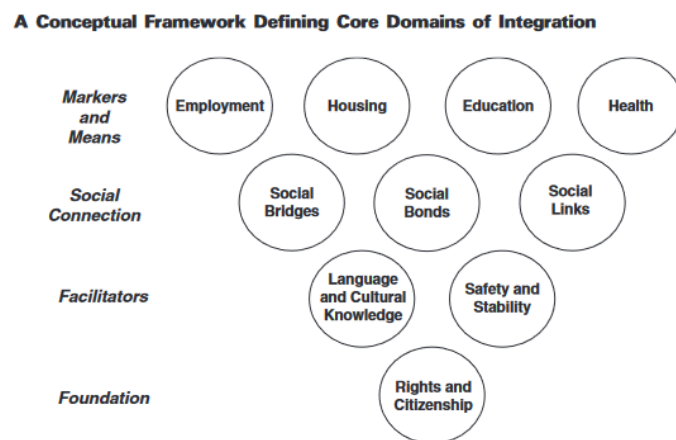 A Conceptual Framework Defining Core Domains of Integration
Markers
and
Means
Employment
Housing
Education
Health
Social
Connection
Social
Bridges
Social
Bonds
Social
Links
Facilitators
Language
and Cultural
Knowledge
Safety and
Stability
Foundation
Rights and
Citizenship